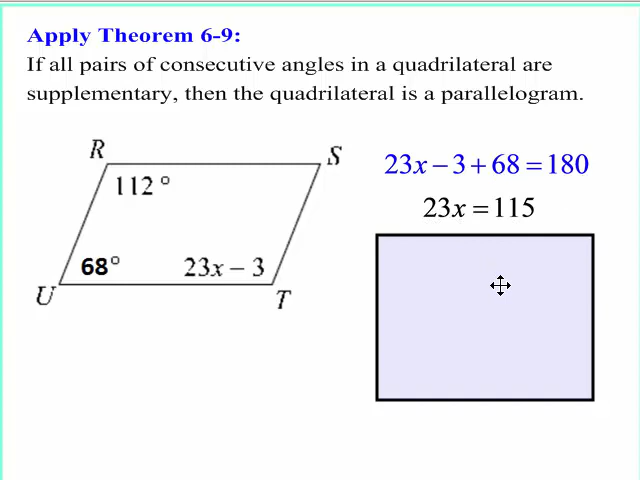 Apply Theorem 6-9:
If all pairs of consecutive angles in a quadrilateral are
supplementary, then the quadrilateral is a parallelogram.
R
S
112°
68°
23x − 3
U
T
23x − 3 + 68 = 180
23x = 115